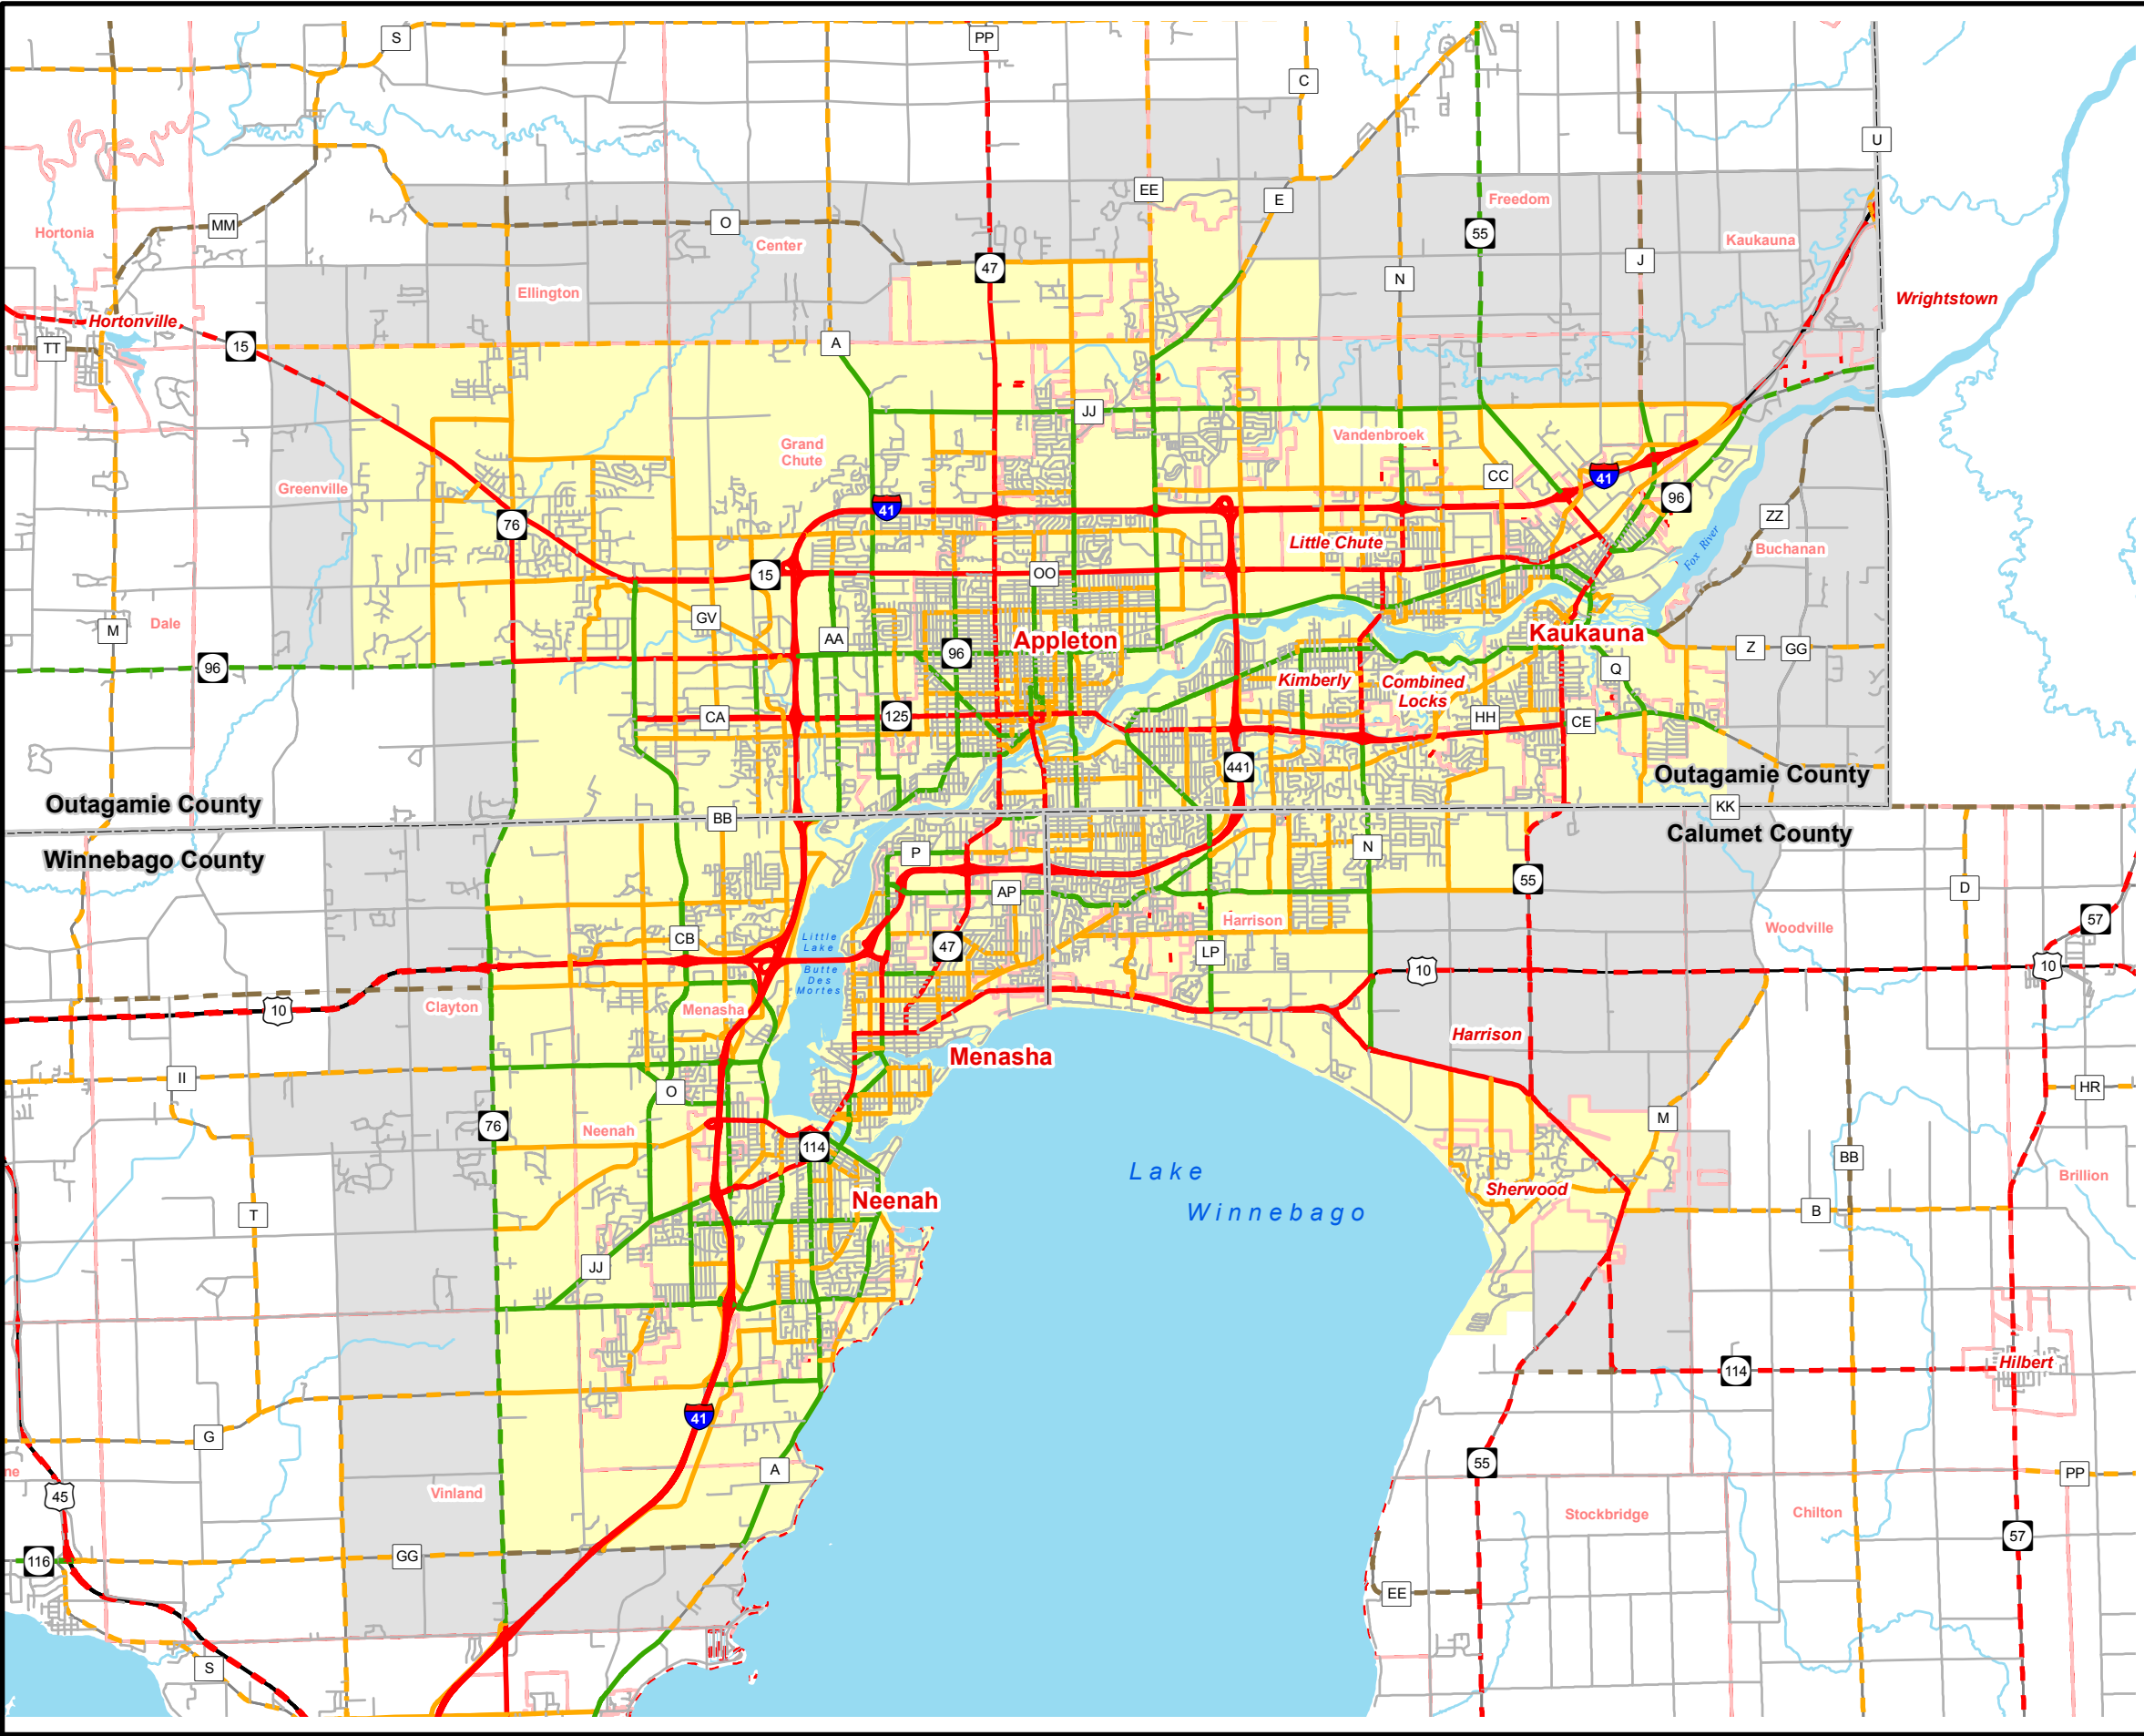 S
PP
C
U
MM
O
EE
E
Hortonia
Center
Freedom
55
Kaukauna
47
N
J
Ellington
Wrightstown
Hortonville
15
TT
A
JJ
Grand
Chute
Vandenbroek
Greenville
CC
41
41
96
76
ZZ
Little Chute
Buchanan
Fox River
15
OO
GV
M
Dale
AA
96
Appleton
Kaukauna
Z
GG
96
Q
Kimberly
Combined
Locks
CA
125
HH
CE
441
Outagamie County
Outagamie County
BB
KK
Winnebago County
Calumet County
P
N
55
AP
D
Harrison
57
Woodville
CB
Little
Lake
Butte
Des
Mortes
47
LP
10
10
Clayton
10
Menasha
Harrison
Menasha
II
O
HR
76
M
Neenah
114
BB
Lake
Brillion
Sherwood
Neenah
T
Winnebago
B
JJ
Hilbert
114
41
G
ne
A
55
PP
45
Vinland
Stockbridge
Chilton
57
116
GG
EE
S